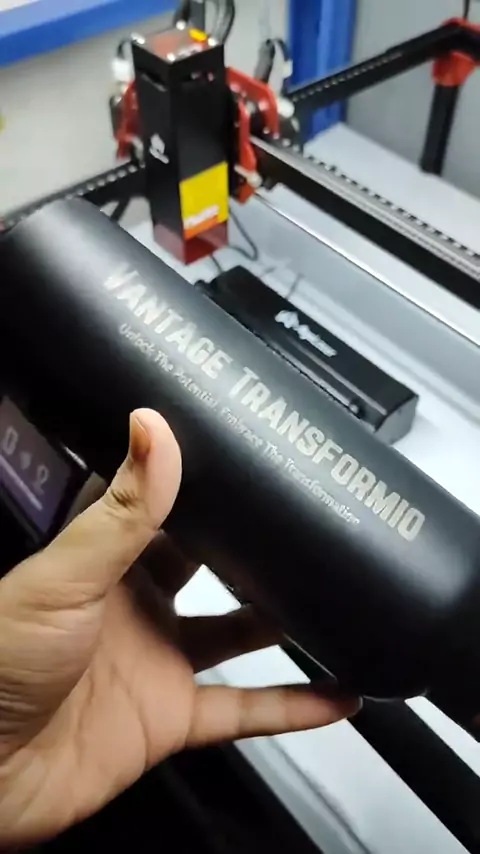 VANTAGE TRANSFORMIO
Unlock The Potential, Embrace The Transformation